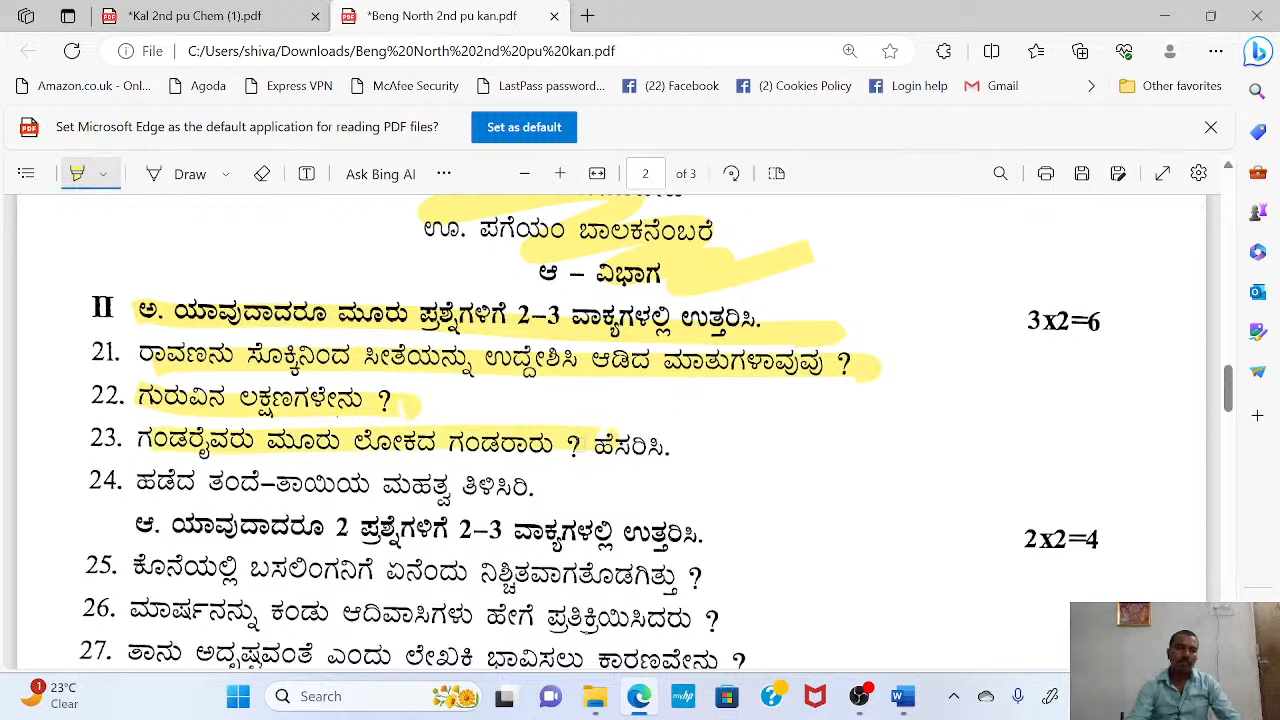 *Kal 2nd pu Chem (1).pdf
*Beng North 2nd pu kan.pdf
File C:/Users/shiva/Downloads/Beng%20North%202nd%20pu%20kan.pdf
Amazon.co.uk - Onl... Agoda Express VPN McAfee Security LastPass password... (22) Facebook (2) Cookies Policy Login help Gmail Other favorites
Set Microsoft Edge as the default application for reading PDF files? Set as default
Draw Ask Bing AI 2 of 3
ಊ. ಪಗೆಯಂ ಬಾಲಕನೆಂಬರೆ
ಆ – ವಿಭಾಗ
II ಅ. ಯಾವುದಾದರೂ ಮೂರು ಪ್ರಶ್ನೆಗಳಿಗೆ 2-3 ವಾಕ್ಯಗಳಲ್ಲಿ ಉತ್ತರಿಸಿ. 3x2=6
21. ರಾವಣನು ಸೊಕ್ಕಿನಿಂದ ಸೀತೆಯನ್ನು ಉದ್ದೇಶಿಸಿ ಆಡಿದ ಮಾತುಗಳಾವುವು ?
22. ಗುರುವಿನ ಲಕ್ಷಣಗಳೇನು ?
23. ಗಂಡರೈವರು ಮೂರು ಲೋಕದ ಗಂಡರಾರು ? ಹೆಸರಿಸಿ.
24. ಹಡೆದ ತಂದೆ-ತಾಯಿಯ ಮಹತ್ವ ತಿಳಿಸಿರಿ.
ಆ. ಯಾವುದಾದರೂ 2 ಪ್ರಶ್ನೆಗಳಿಗೆ 2-3 ವಾಕ್ಯಗಳಲ್ಲಿ ಉತ್ತರಿಸಿ. 2x2=4
25. ಕೊನೆಯಲ್ಲಿ ಬಸಲಿಂಗನಿಗೆ ಏನೆಂದು ನಿಶ್ಚಿತವಾಗತೊಡಗಿತ್ತು ?
26. ಮಾರ್ಷನನ್ನು ಕಂಡು ಆದಿವಾಸಿಗಳು ಹೇಗೆ ಪ್ರತಿಕ್ರಿಯಿಸಿದರು ?
27. ತಾನು ಅದೃಷ್ಟವಂತೆ ಎಂದು ಲೇಖಕಿ ಭಾವಿಸಲು ಕಾರಣವೇನು ?
1 23°C
Clear
Search